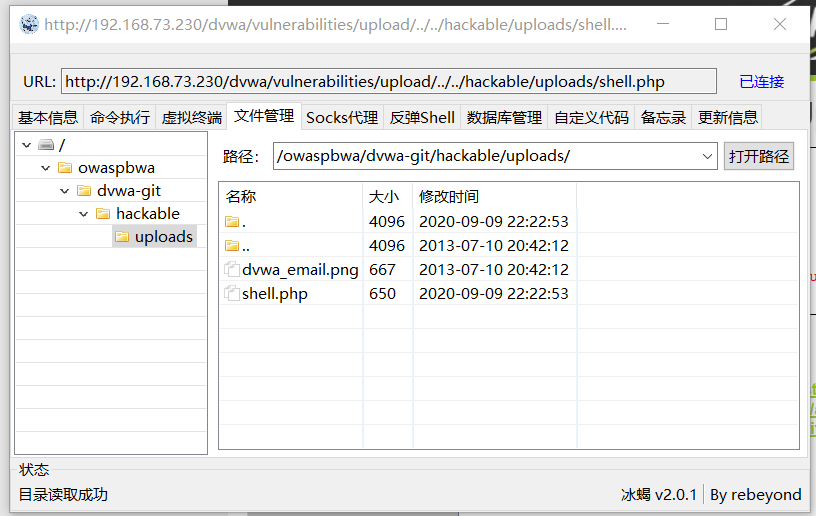 http://192.168.73.230/dvwa/vulnerabilities/upload/../../hackable/uploads/shell....
URL: http://192.168.73.230/dvwa/vulnerabilities/upload/../../hackable/uploads/shell.php 已连接
基本信息 命令执行 虚拟终端 文件管理 Socks代理 反弹Shell 数据库管理 自定义代码 备忘录 更新信息
/
owaspbwa
dvwa-git
hackable
uploads
路径: /owaspbwa/dvwa-git/hackable/uploads/ 打开路径
名称 大小 修改时间
. 4096 2020-09-09 22:22:53
.. 4096 2013-07-10 20:42:12
dvwa_email.png 667 2013-07-10 20:42:12
shell.php 650 2020-09-09 22:22:53
状态
目录读取成功
冰蝎 v2.0.1 By rebeyond